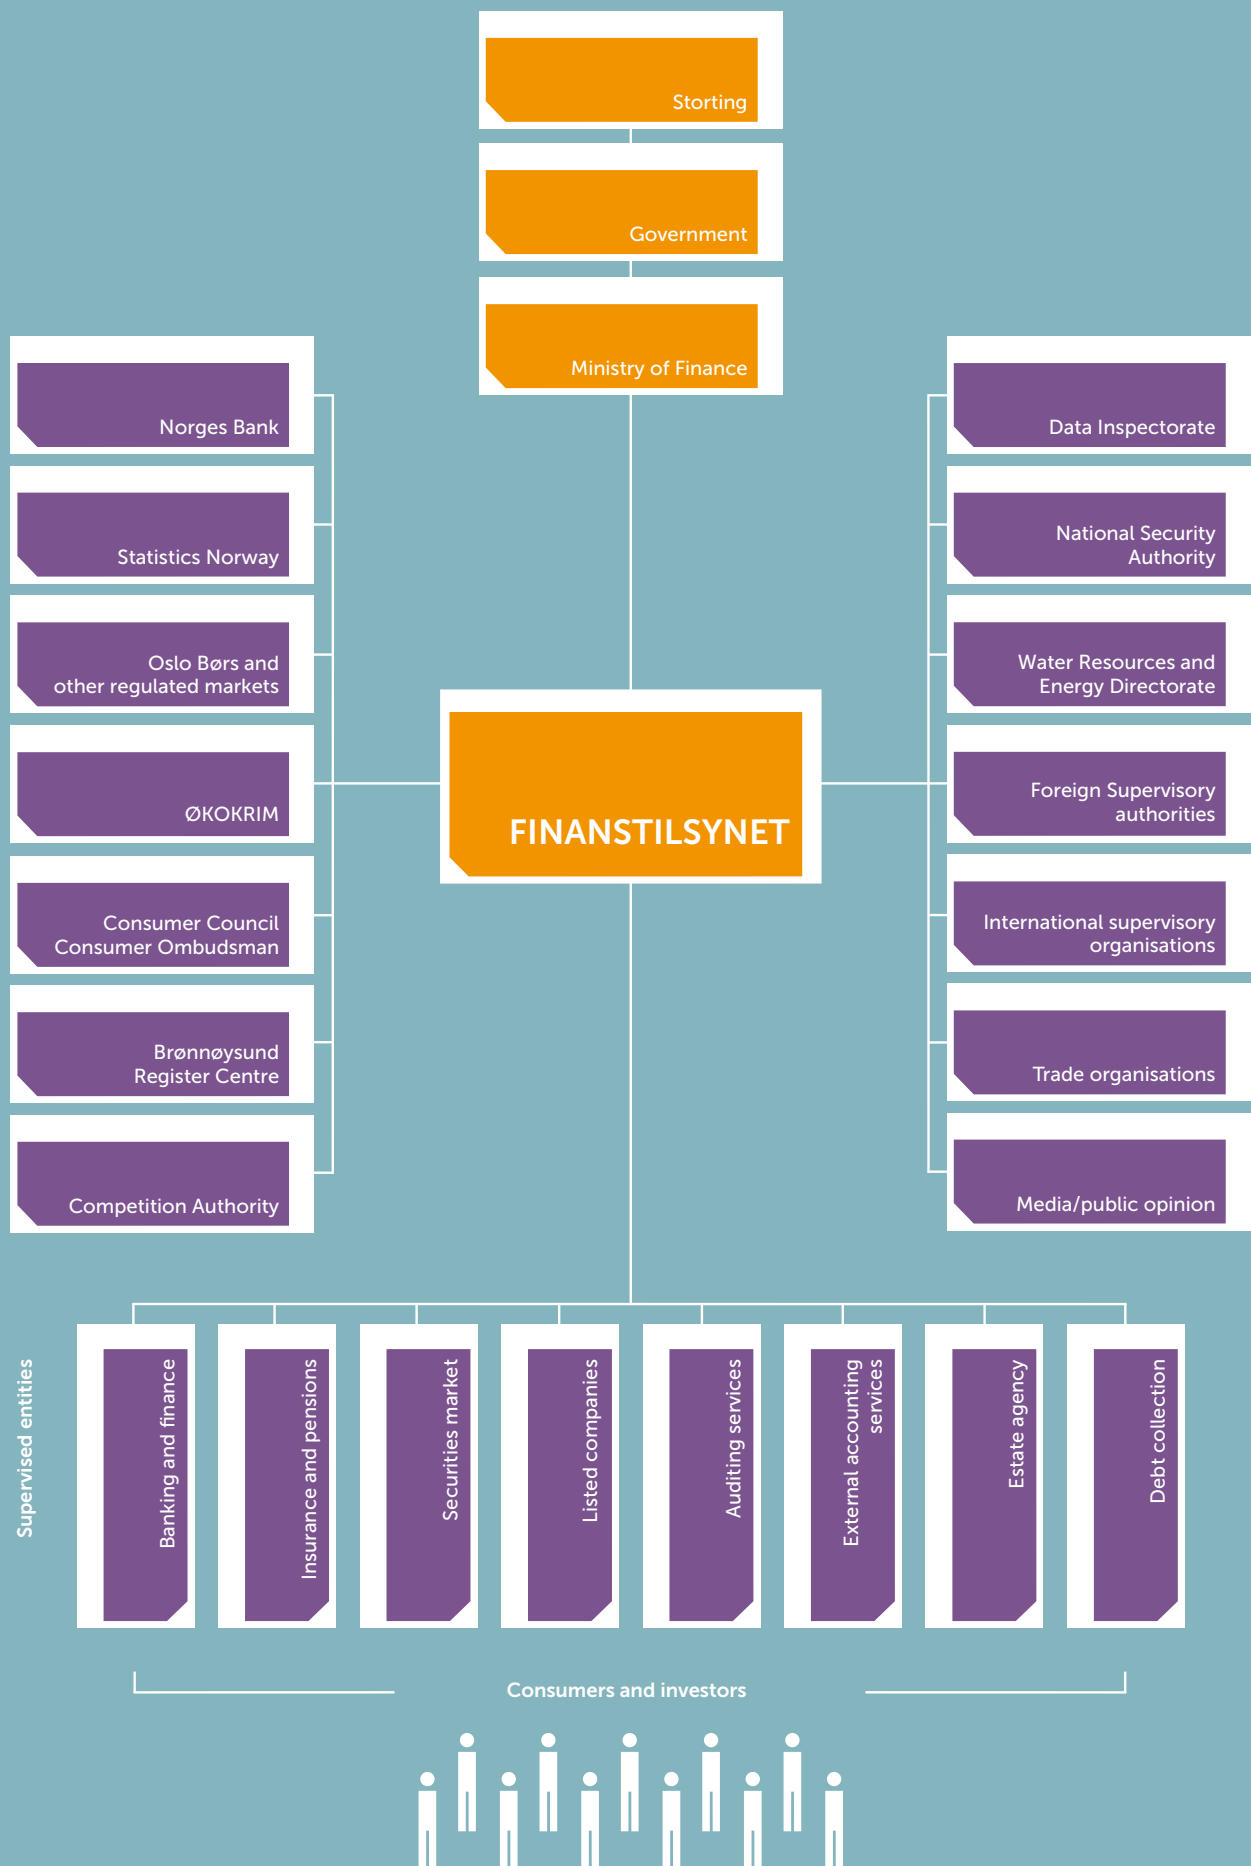 Storting
Government
Ministry of Finance
Norges Bank
Statistics Norway
Oslo Børs and
other regulated markets
ØKOKRIM
Consumer Council
Consumer Ombudsman
Brønnøysund
Register Centre
Competition Authority
FINANSTILSYNET
Data Inspectorate
National Security
Authority
Water Resources and
Energy Directorate
Foreign Supervisory
authorities
International supervisory
organisations
Trade organisations
Media/public opinion
Supervised entities
Banking and finance
Insurance and pensions
Securities market
Listed companies
Auditing services
External accounting
services
Estate agency
Debt collection
Consumers and investors